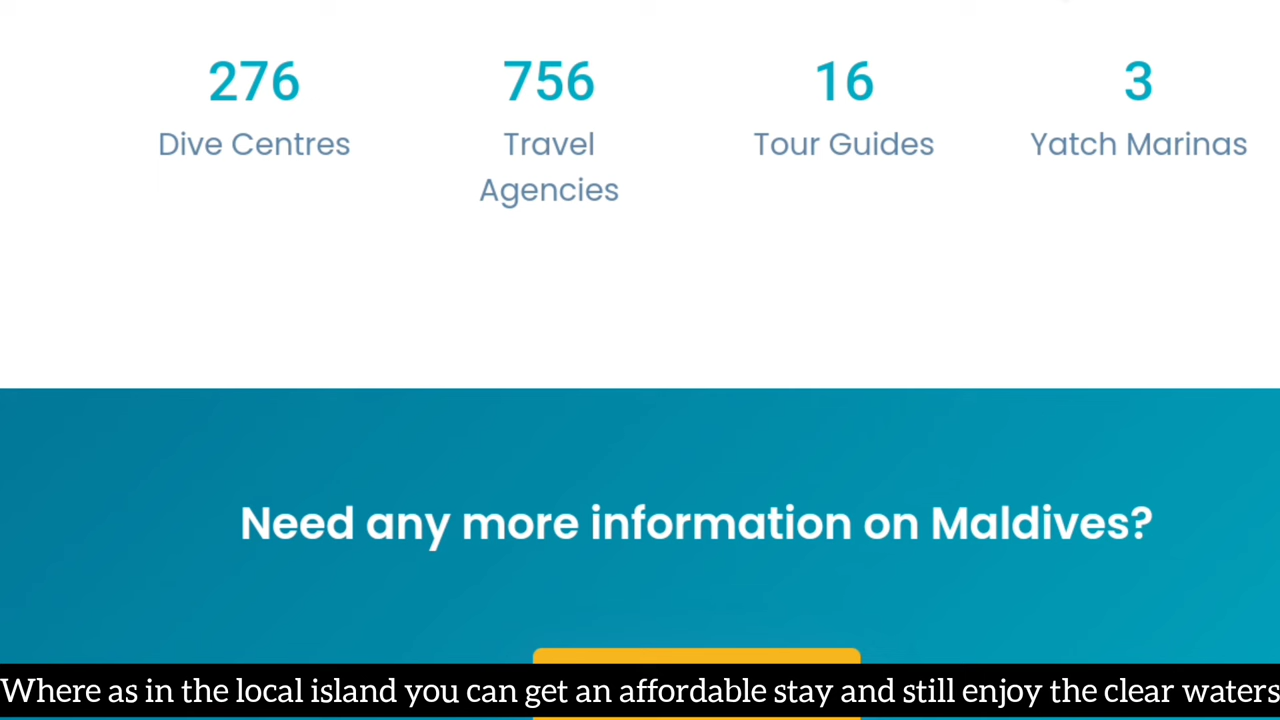 276
Dive Centres
756
Travel
Agencies
16
Tour Guides
3
Yatch Marinas
Need any more information on Maldives?
Where as in the local island you can get an affordable stay and still enjoy the clear waters